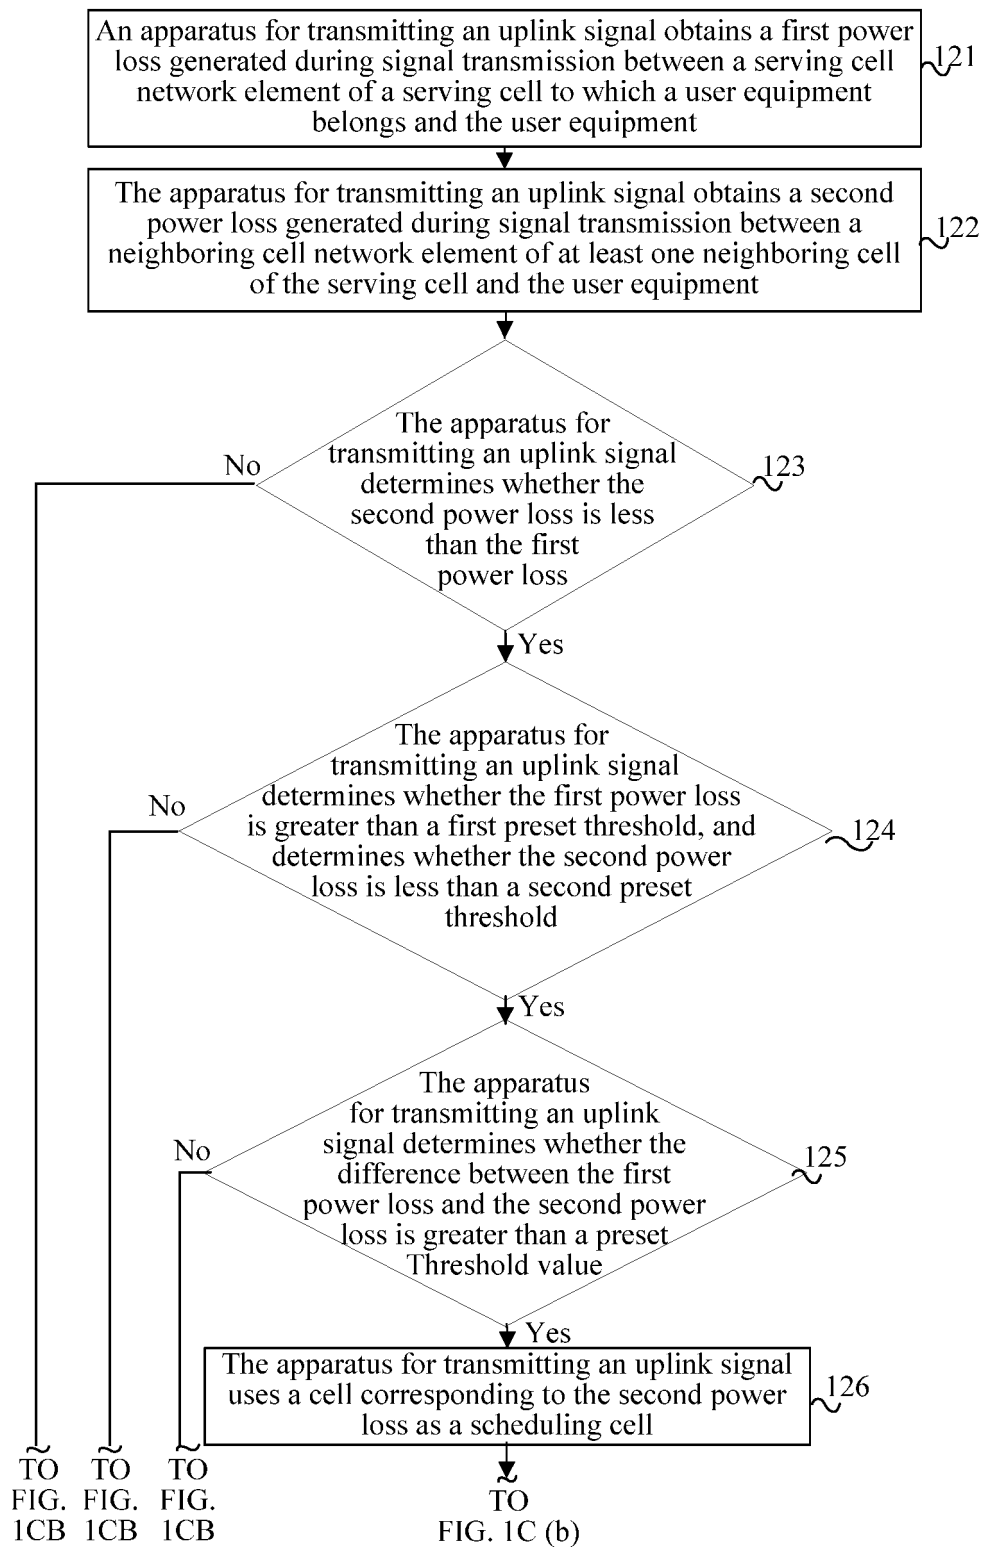 An apparatus for transmitting an uplink signal obtains a first power
loss generated during signal transmission between a serving cell
network element of a serving cell to which a user equipment
belongs and the user equipment
121
The apparatus for transmitting an uplink signal obtains a second
power loss generated during signal transmission between a
neighboring cell network element of at least one neighboring cell
of the serving cell and the user equipment
122
The apparatus for
transmitting an uplink signal
determines whether the
second power loss is less
than the first
power loss
123
No
Yes
The apparatus for
transmitting an uplink signal
determines whether the first power loss
is greater than a first preset threshold, and
determines whether the second power
loss is less than a second preset
threshold
124
No
Yes
The apparatus
for transmitting an uplink
signal determines whether the
difference between the first
power loss and the second power
loss is greater than a preset
Threshold value
125
No
Yes
The apparatus for transmitting an uplink signal
uses a cell corresponding to the second power
loss as a scheduling cell
126
TO
FIG.
1CB
TO
FIG.
1CB
TO
FIG.
1CB
TO
FIG. 1C (b)